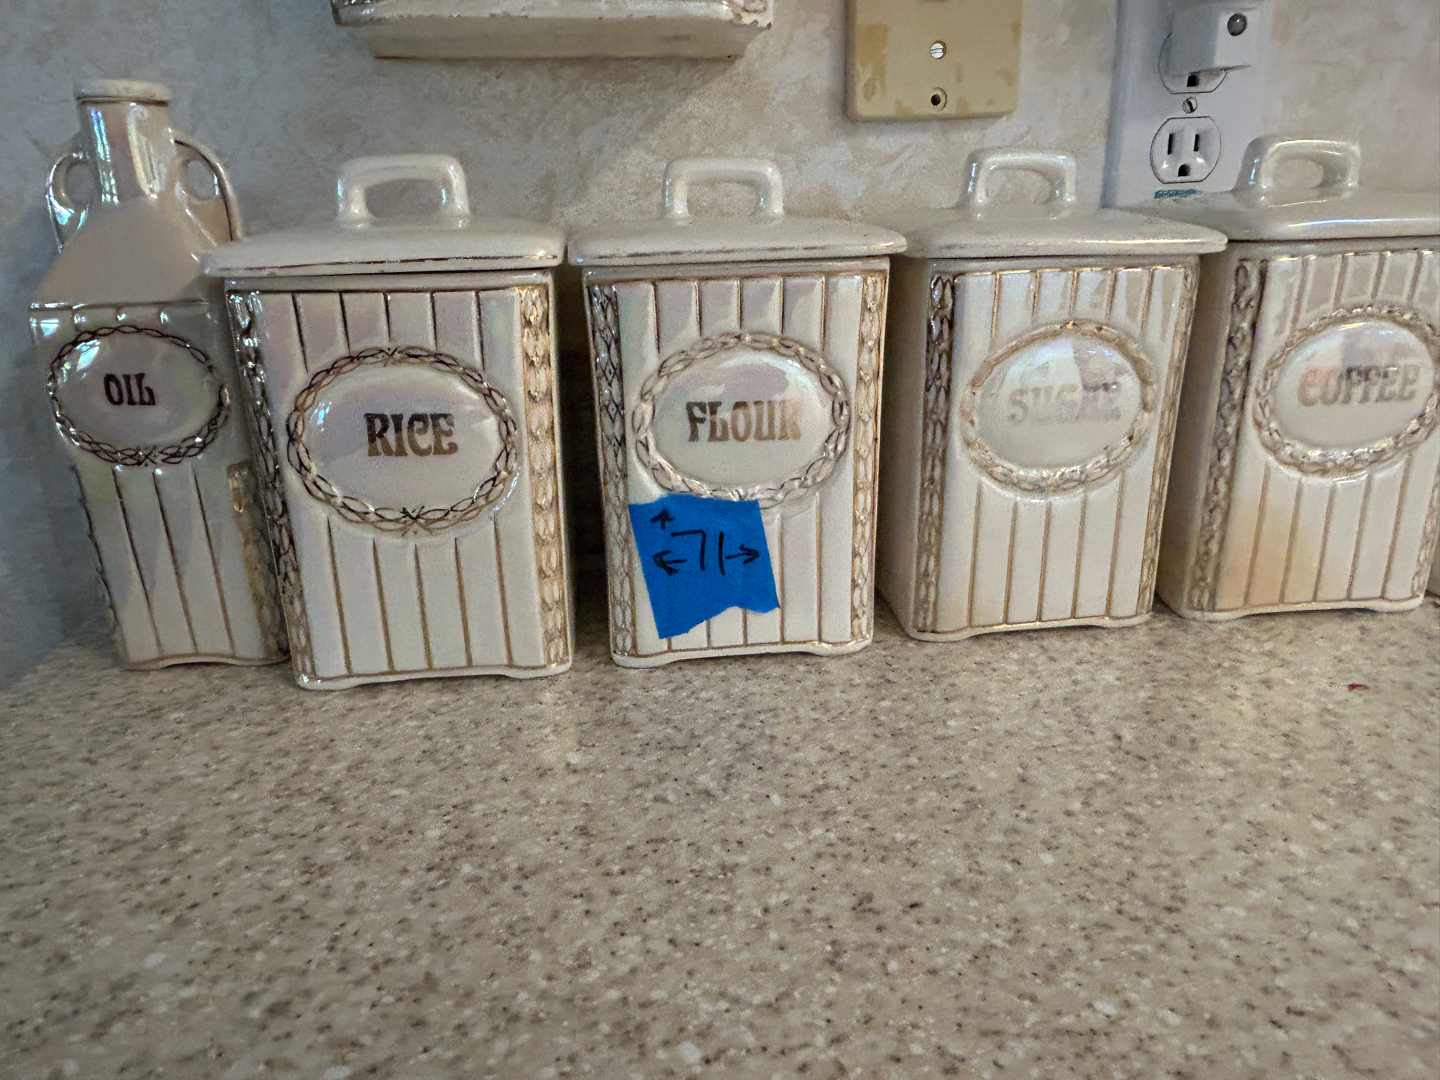 OIL
RICE
FLOUR
SUGAR
COFFEE
↑
←71→